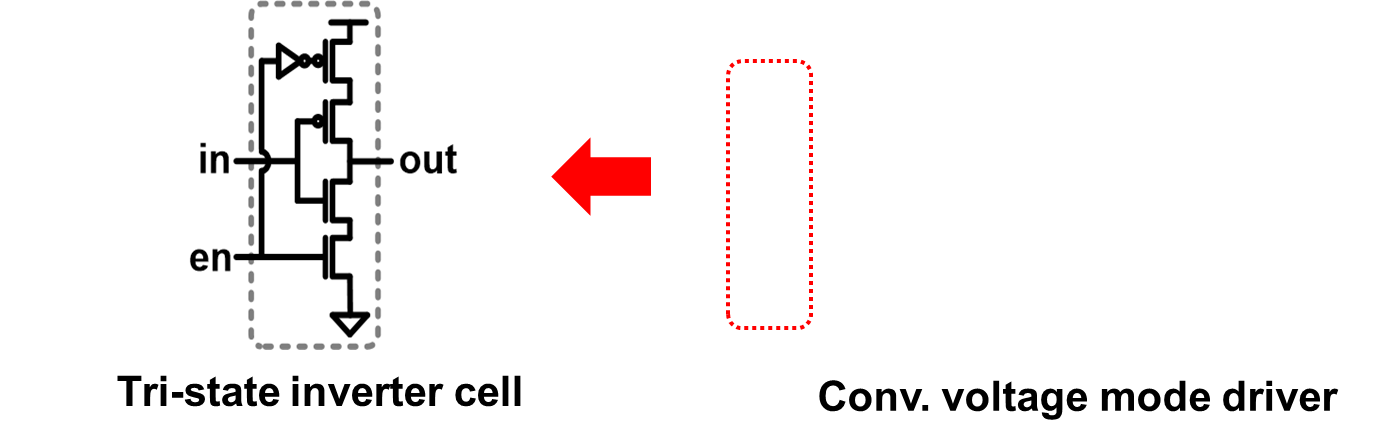 in
out
en
Tri-state inverter cell
Conv. voltage mode driver